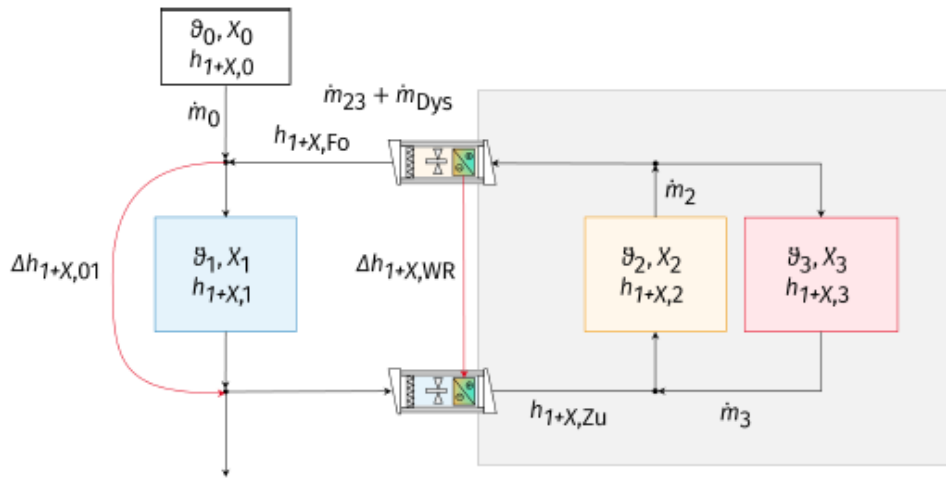 ϑ0, X0
h1+X,0
ṁ23 + ṁDys
ṁ0
h1+X,Fo
ṁ2
Δh1+X,01
ϑ1, X1
h1+X,1
Δh1+X,WR
ϑ2, X2
h1+X,2
ϑ3, X3
h1+X,3
h1+X,Zu
ṁ3